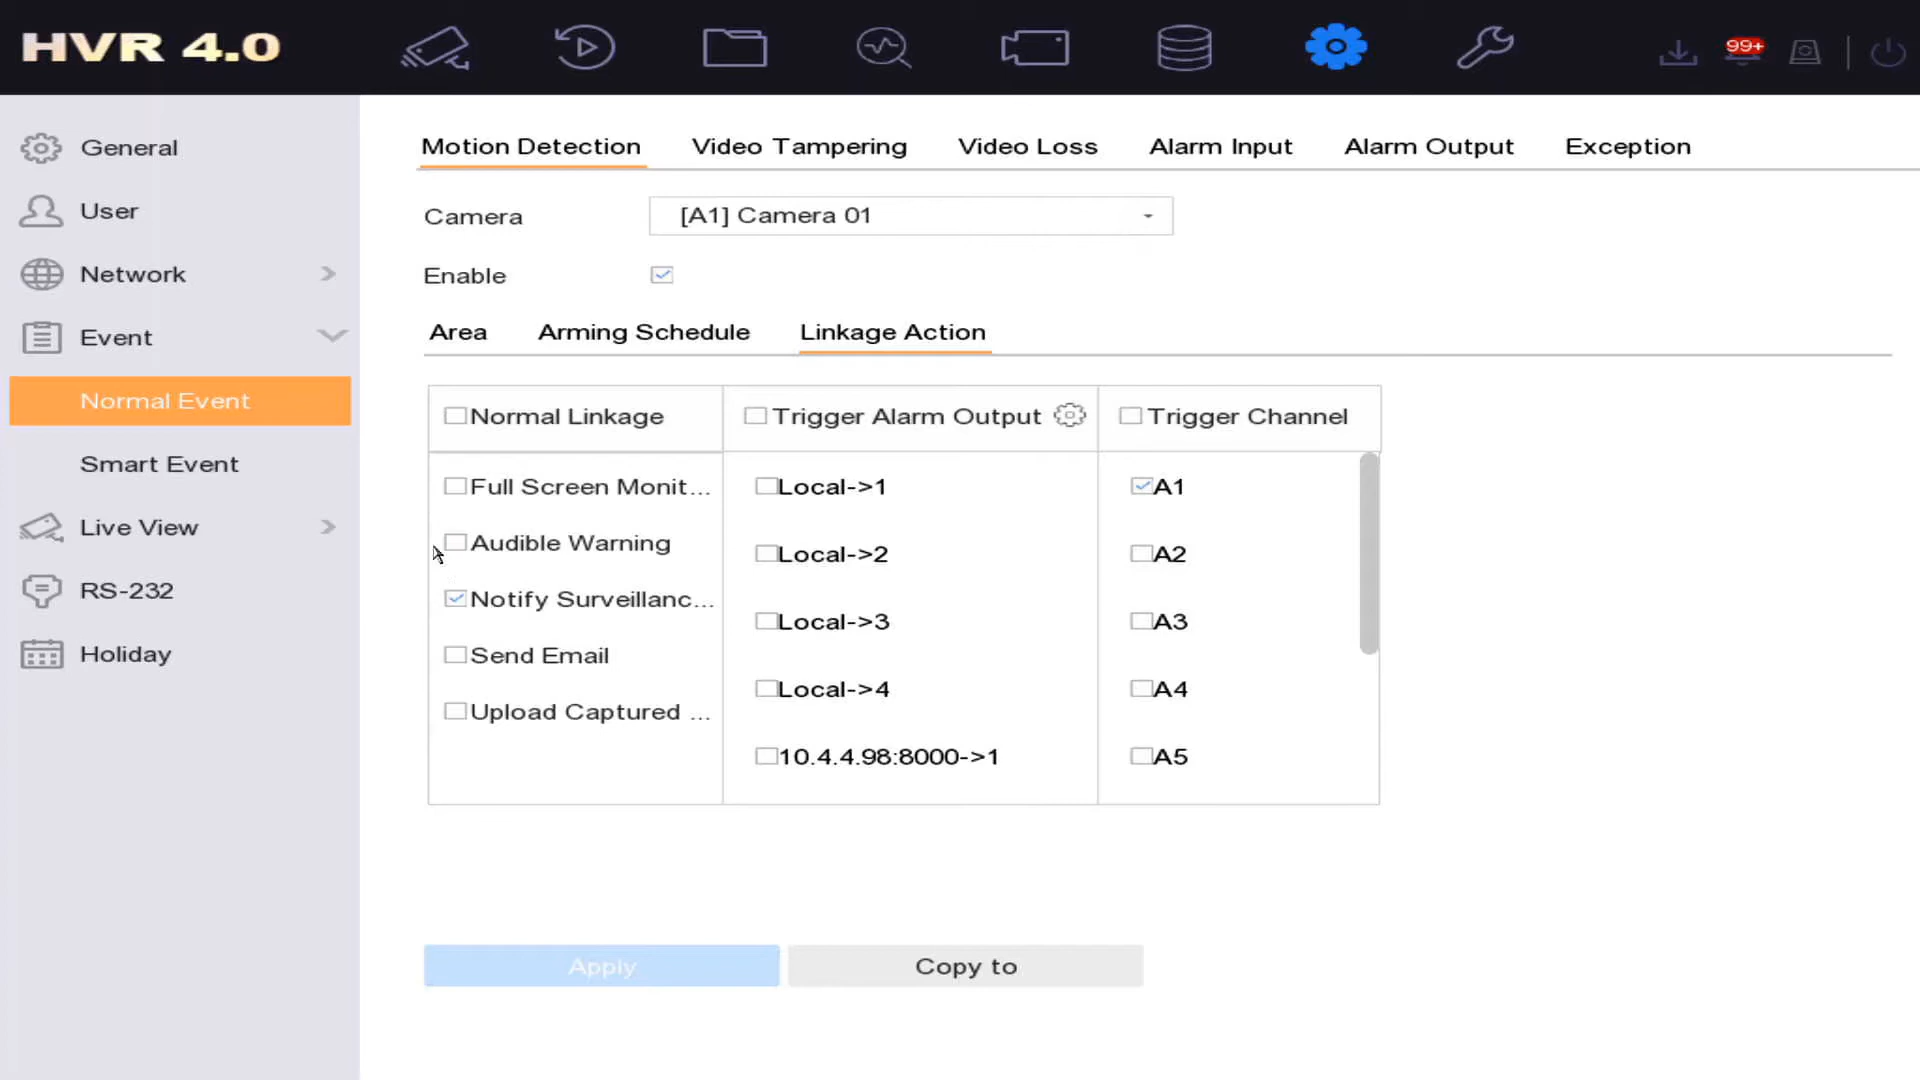 HVR 4.0
99+
General
User
Network
Event
Normal Event
Smart Event
Live View
RS-232
Holiday
Motion Detection Video Tampering Video Loss Alarm Input Alarm Output Exception
Camera [A1] Camera 01
Enable
Area Arming Schedule Linkage Action
Normal Linkage Trigger Alarm Output Trigger Channel
Full Screen Monit... Local->1 A1
Audible Warning Local->2 A2
Notify Surveillanc... Local->3 A3
Send Email Local->4 A4
Upload Captured ... 10.4.4.98:8000->1 A5
Apply Copy to